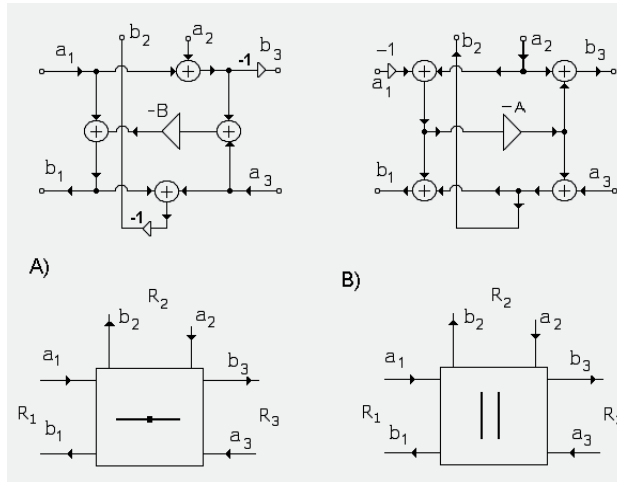 a1 b2 a2 -1 b3
-B
b1 -1 a3
-1 b2 a2 b3
a1
-A
b1 a3
A)
R2
b2 a2
a1 b3
R1 R3
b1 a3
B)
R2
b2 a2
a1 b3
R1
b1 a3